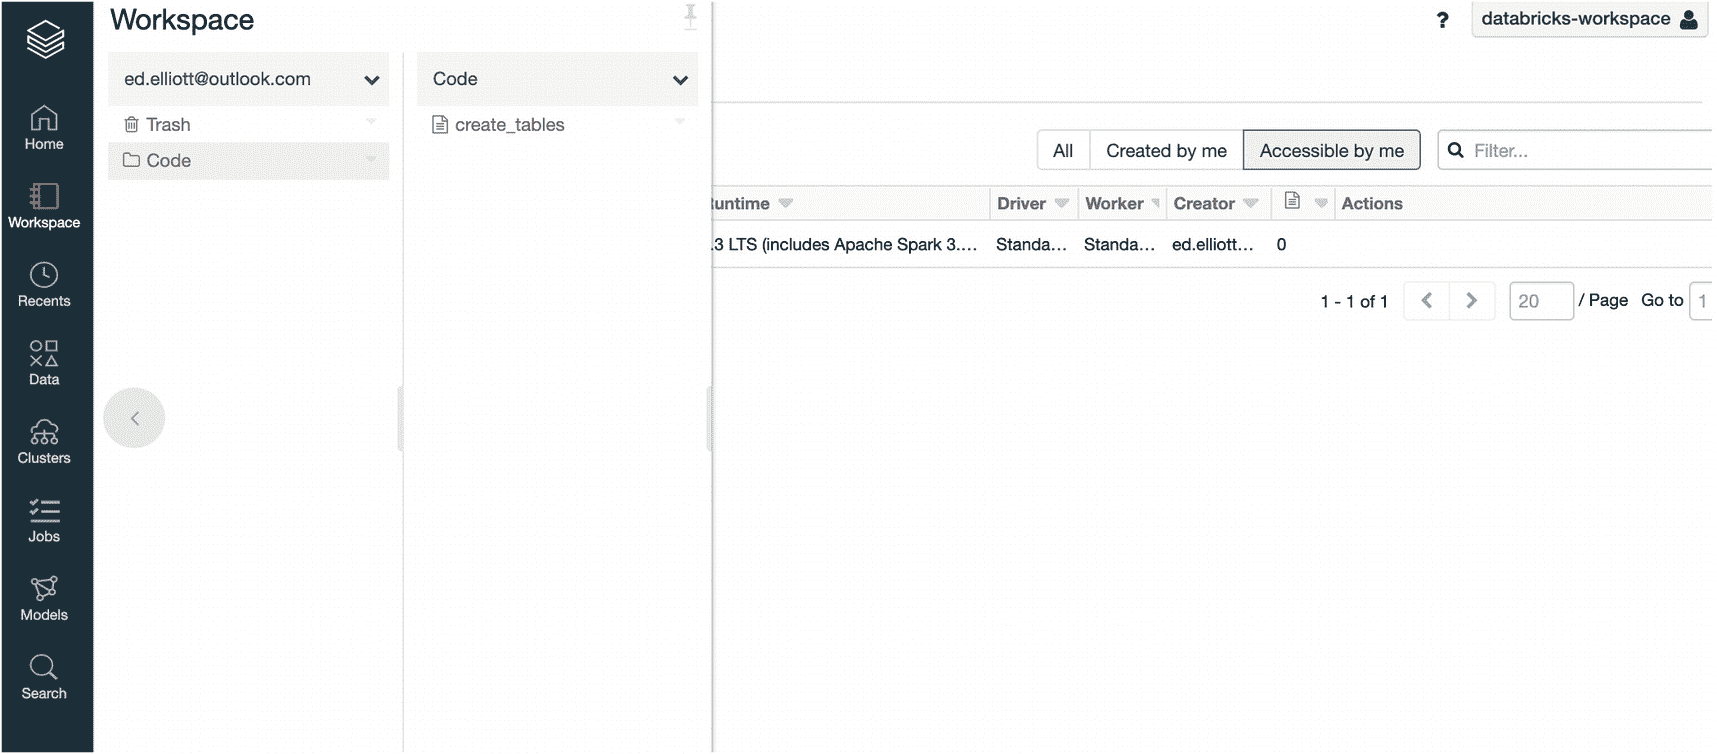 Workspace
? databricks-workspace
ed.elliott@outlook.com
Code
Trash
Code
create_tables
Home
Workspace
Recents
Data
Clusters
Jobs
Models
Search
All
Created by me
Accessible by me
Filter...
untime
Driver
Worker
Creator
Actions
.3 LTS (includes Apache Spark 3....
Standa...
Standa...
ed.elliott...
0
1 - 1 of 1
20
/ Page
Go to
1